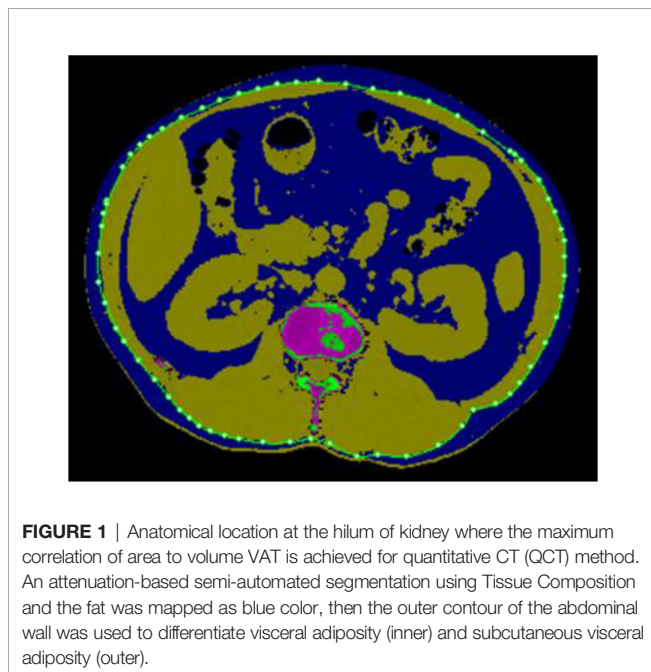 FIGURE 1 | Anatomical location at the hilum of kidney where the maximum
correlation of area to volume VAT is achieved for quantitative CT (QCT) method.
An attenuation-based semi-automated segmentation using Tissue Composition
and the fat was mapped as blue color, then the outer contour of the abdominal
wall was used to differentiate visceral adiposity (inner) and subcutaneous visceral
adiposity (outer).